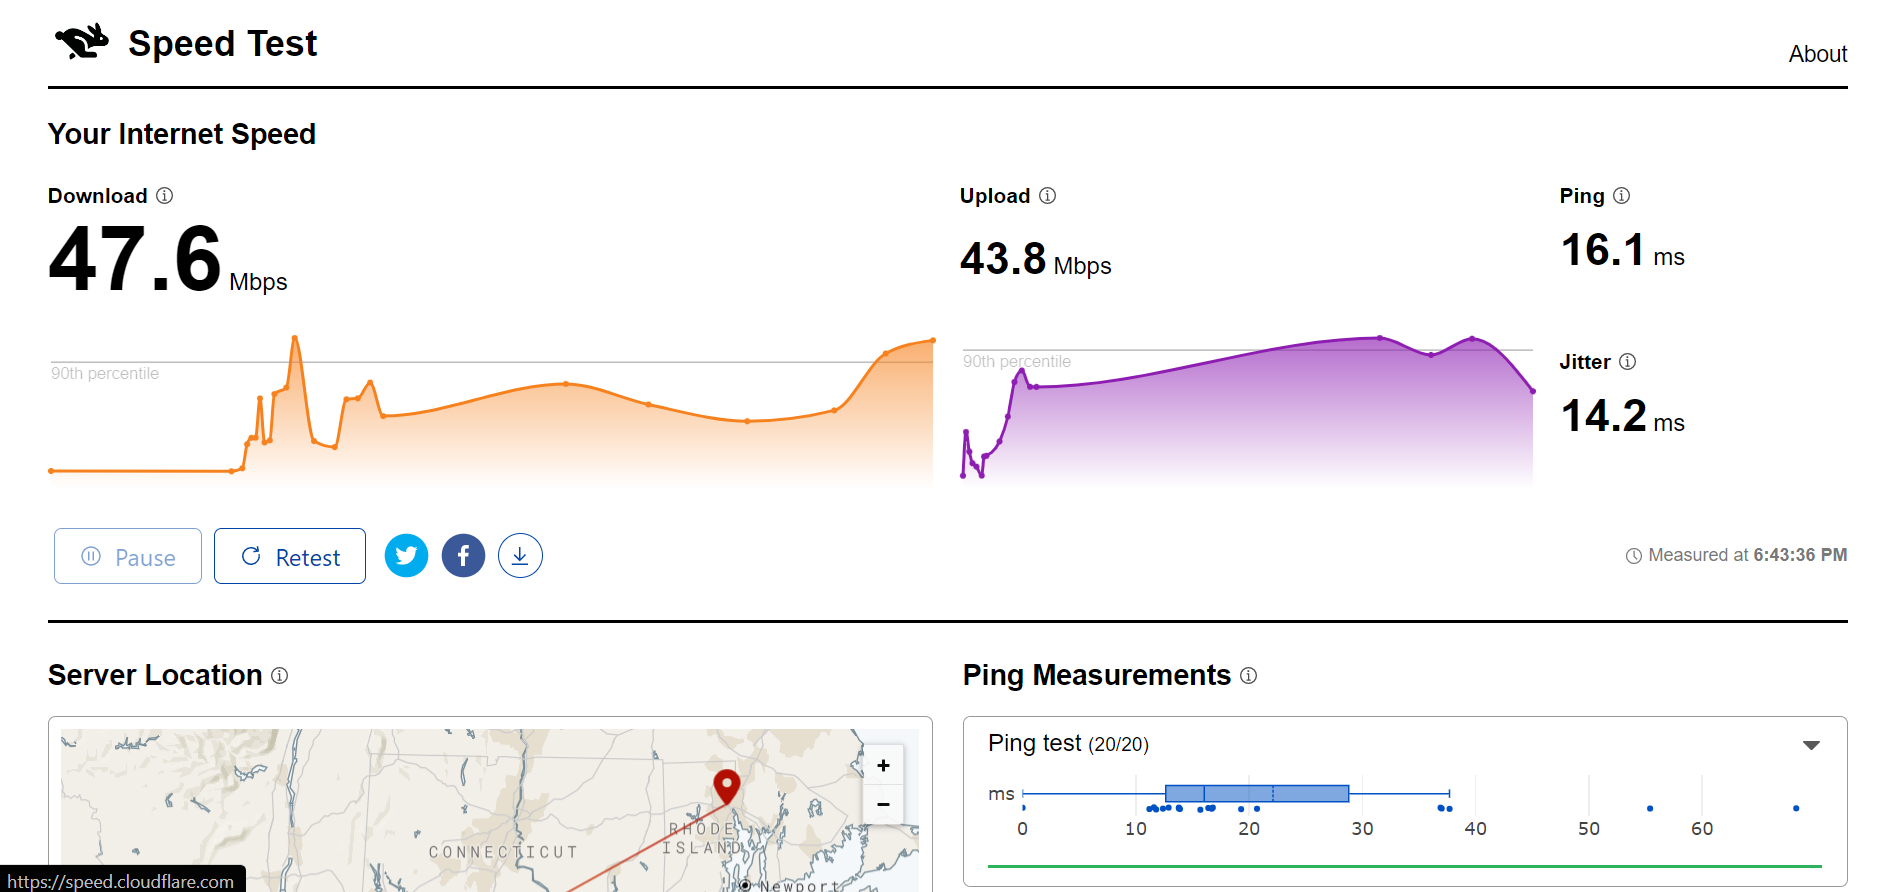 Speed Test
About
Your Internet Speed
Download
47.6 Mbps
90th percentile
Upload
43.8 Mbps
90th percentile
Ping
16.1 ms
Jitter
14.2 ms
Pause
Retest
Measured at 6:43:36 PM
Server Location
+
−
RHODE
ISLAND
CONNECTICUT
Newport
Ping Measurements
Ping test (20/20)
ms
0 10 20 30 40 50 60
https://speed.cloudflare.com